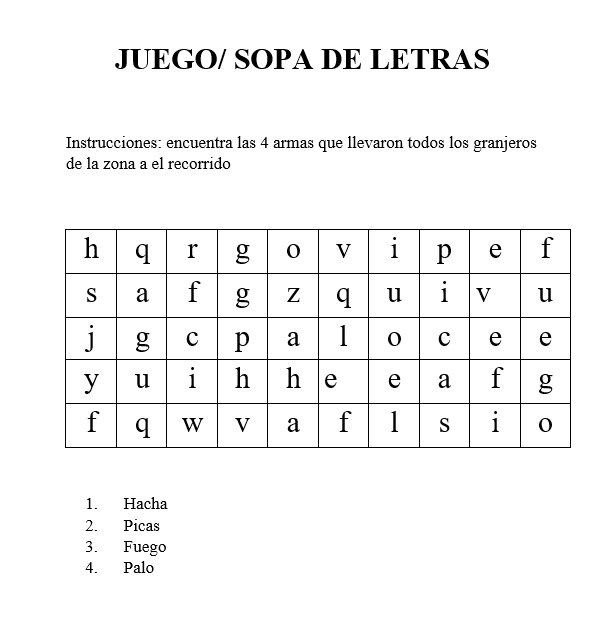 JUEGO/ SOPA DE LETRAS
Instrucciones: encuentra las 4 armas que llevaron todos los granjeros
de la zona a el recorrido
h q r g o v i p e f
s a f g z q u i v u
j g c p a l o c e e
y u i h h e e a f g
f q w v a f l s i o
1. Hacha
2. Picas
3. Fuego
4. Palo